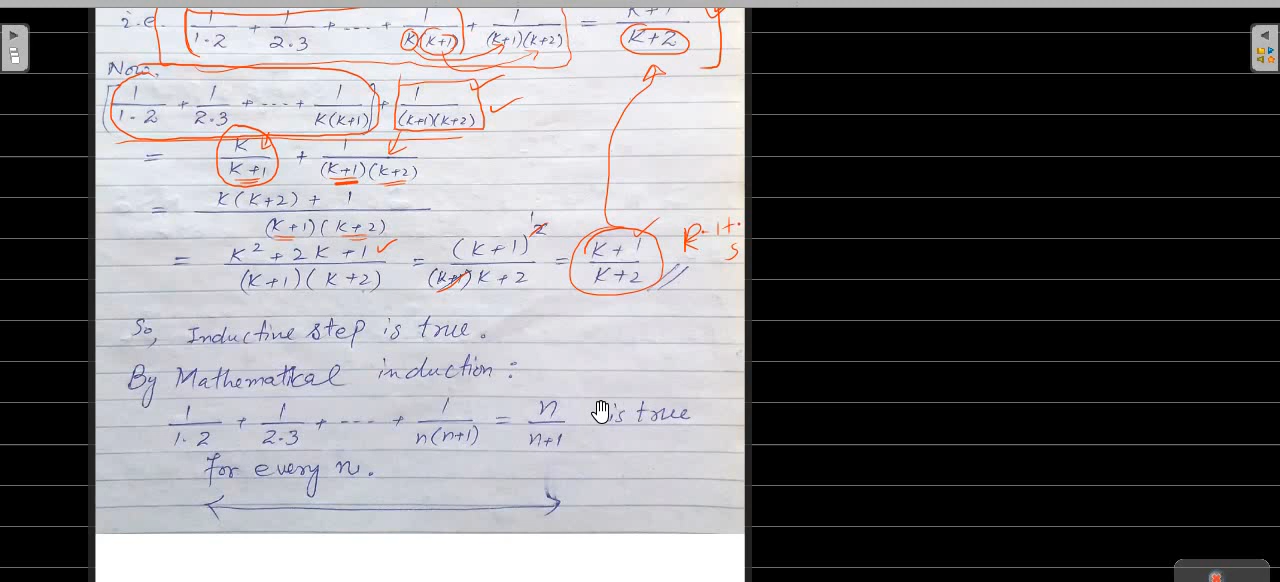 i.e. [ 1/1·2 + 1/2·3 + ---- + 1/K(K+1) + 1/(K+1)(K+2) = K+1/K+2 ]
Now,
[ 1/1·2 + 1/2·3 + ---- + 1/K(K+1) ] + 1/(K+1)(K+2)
= K/K+1 + 1/(K+1)(K+2)
= K(K+2) + 1/(K+1)(K+2)
= K² + 2K + 1/(K+1)(K+2) = (K+1)²/(K+1) K+2 = K+1/K+2 R·H· S
So, Inductive step is true.
By Mathematical induction :
1/1·2 + 1/2·3 + ---- + 1/n(n+1) = n/n+1 is true
for every n.